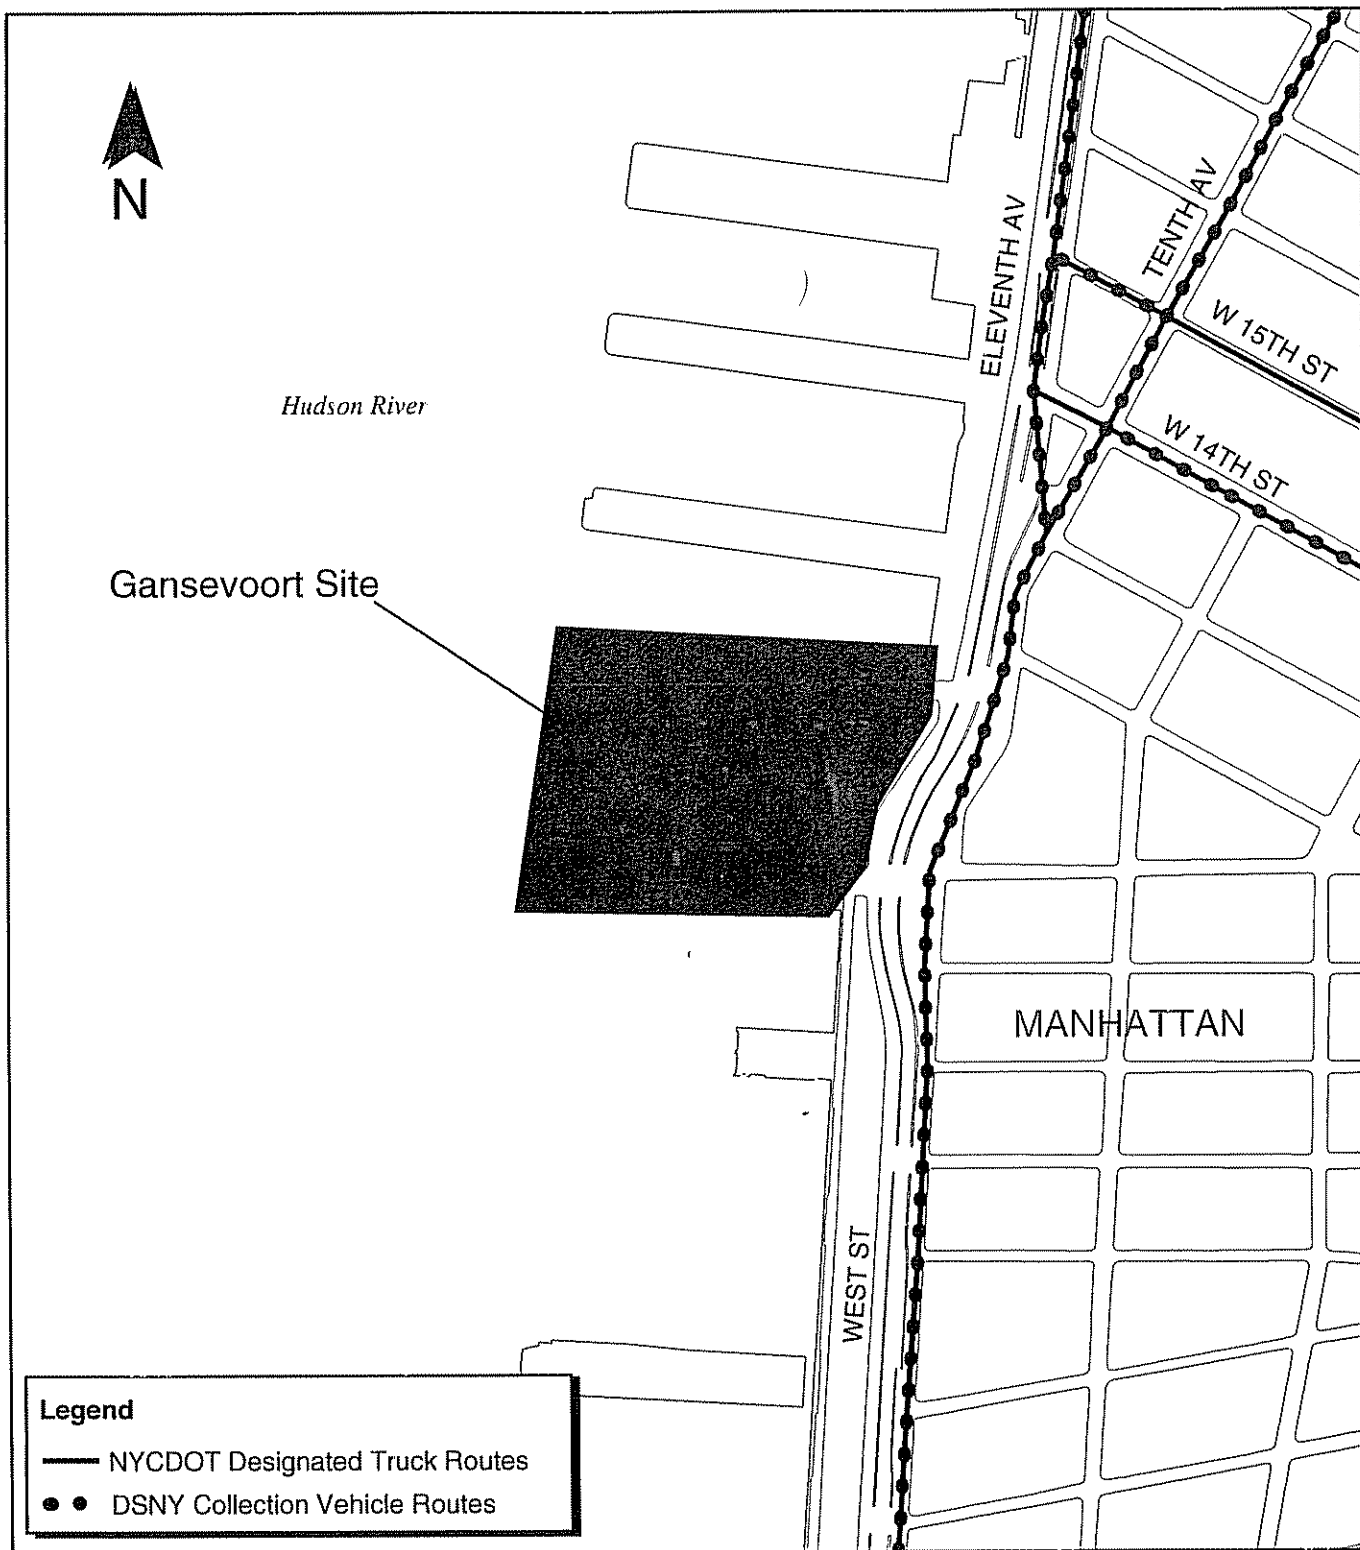 N
ELEVENTH AV
TENTH AV
W 15TH ST
W 14TH ST
Hudson River
Gansevoort Site
MANHATTAN
WEST ST
Legend
NYCDOT Designated Truck Routes
DSNY Collection Vehicle Routes